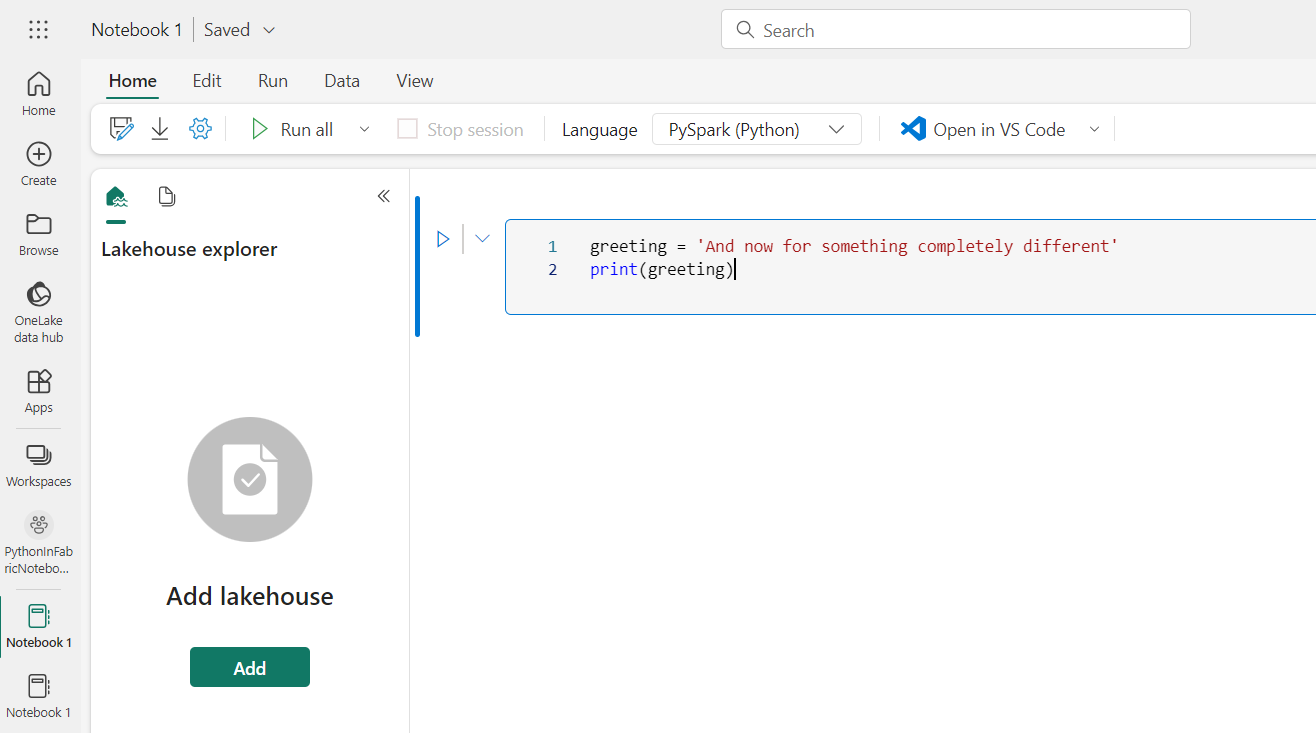 Notebook 1 Saved
Search
Home Edit Run Data View
Run all Stop session Language PySpark (Python) Open in VS Code
Home
Create
Browse
OneLake
data hub
Apps
Workspaces
PythonInFab
ricNotebo...
Notebook 1
Notebook 1
Lakehouse explorer
Add lakehouse
Add
1 greeting = 'And now for something completely different'
2 print(greeting)